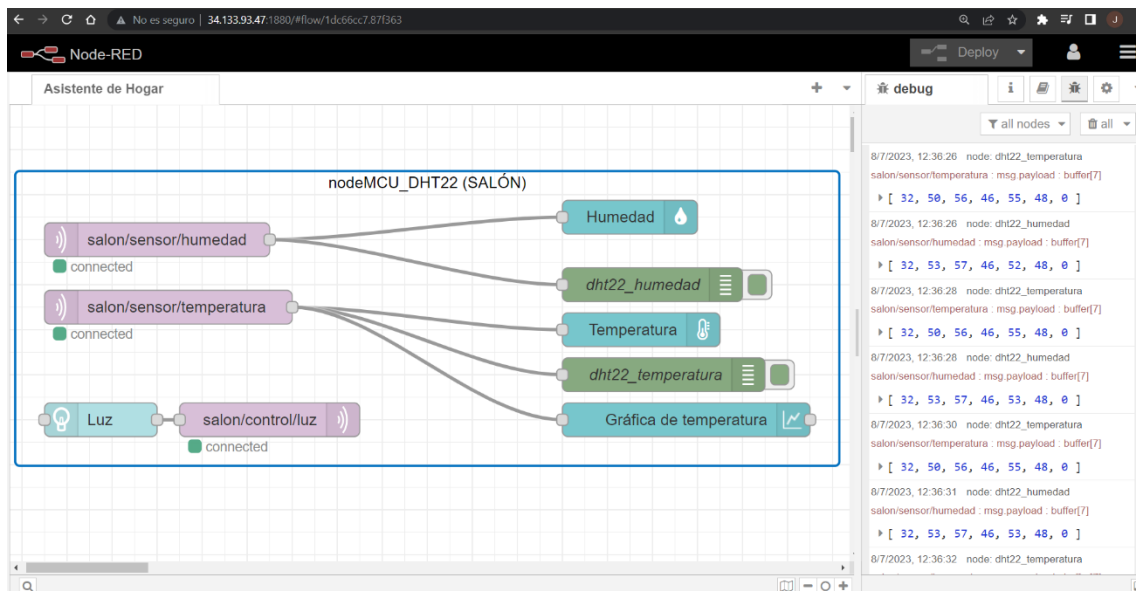 No es seguro | 34.133.93.47:1880/#flow/1dc66cc7.87f363
J
Node-RED
Deploy
Asistente de Hogar
debug
i
all nodes
all
nodeMCU_DHT22 (SALÓN)
salon/sensor/humedad
connected
salon/sensor/temperatura
connected
Luz
salon/control/luz
connected
Humedad
dht22_humedad
Temperatura
dht22_temperatura
Gráfica de temperatura
8/7/2023, 12:36:26 node: dht22_temperatura
salon/sensor/temperatura : msg.payload : buffer[7]
[ 32, 50, 56, 46, 55, 48, 0 ]
8/7/2023, 12:36:26 node: dht22_humedad
salon/sensor/humedad : msg.payload : buffer[7]
[ 32, 53, 57, 46, 52, 48, 0 ]
8/7/2023, 12:36:28 node: dht22_temperatura
salon/sensor/temperatura : msg.payload : buffer[7]
[ 32, 50, 56, 46, 55, 48, 0 ]
8/7/2023, 12:36:28 node: dht22_humedad
salon/sensor/humedad : msg.payload : buffer[7]
[ 32, 53, 57, 46, 53, 48, 0 ]
8/7/2023, 12:36:30 node: dht22_temperatura
salon/sensor/temperatura : msg.payload : buffer[7]
[ 32, 50, 56, 46, 55, 48, 0 ]
8/7/2023, 12:36:31 node: dht22_humedad
salon/sensor/humedad : msg.payload : buffer[7]
[ 32, 53, 57, 46, 53, 48, 0 ]
8/7/2023, 12:36:32 node: dht22_temperatura